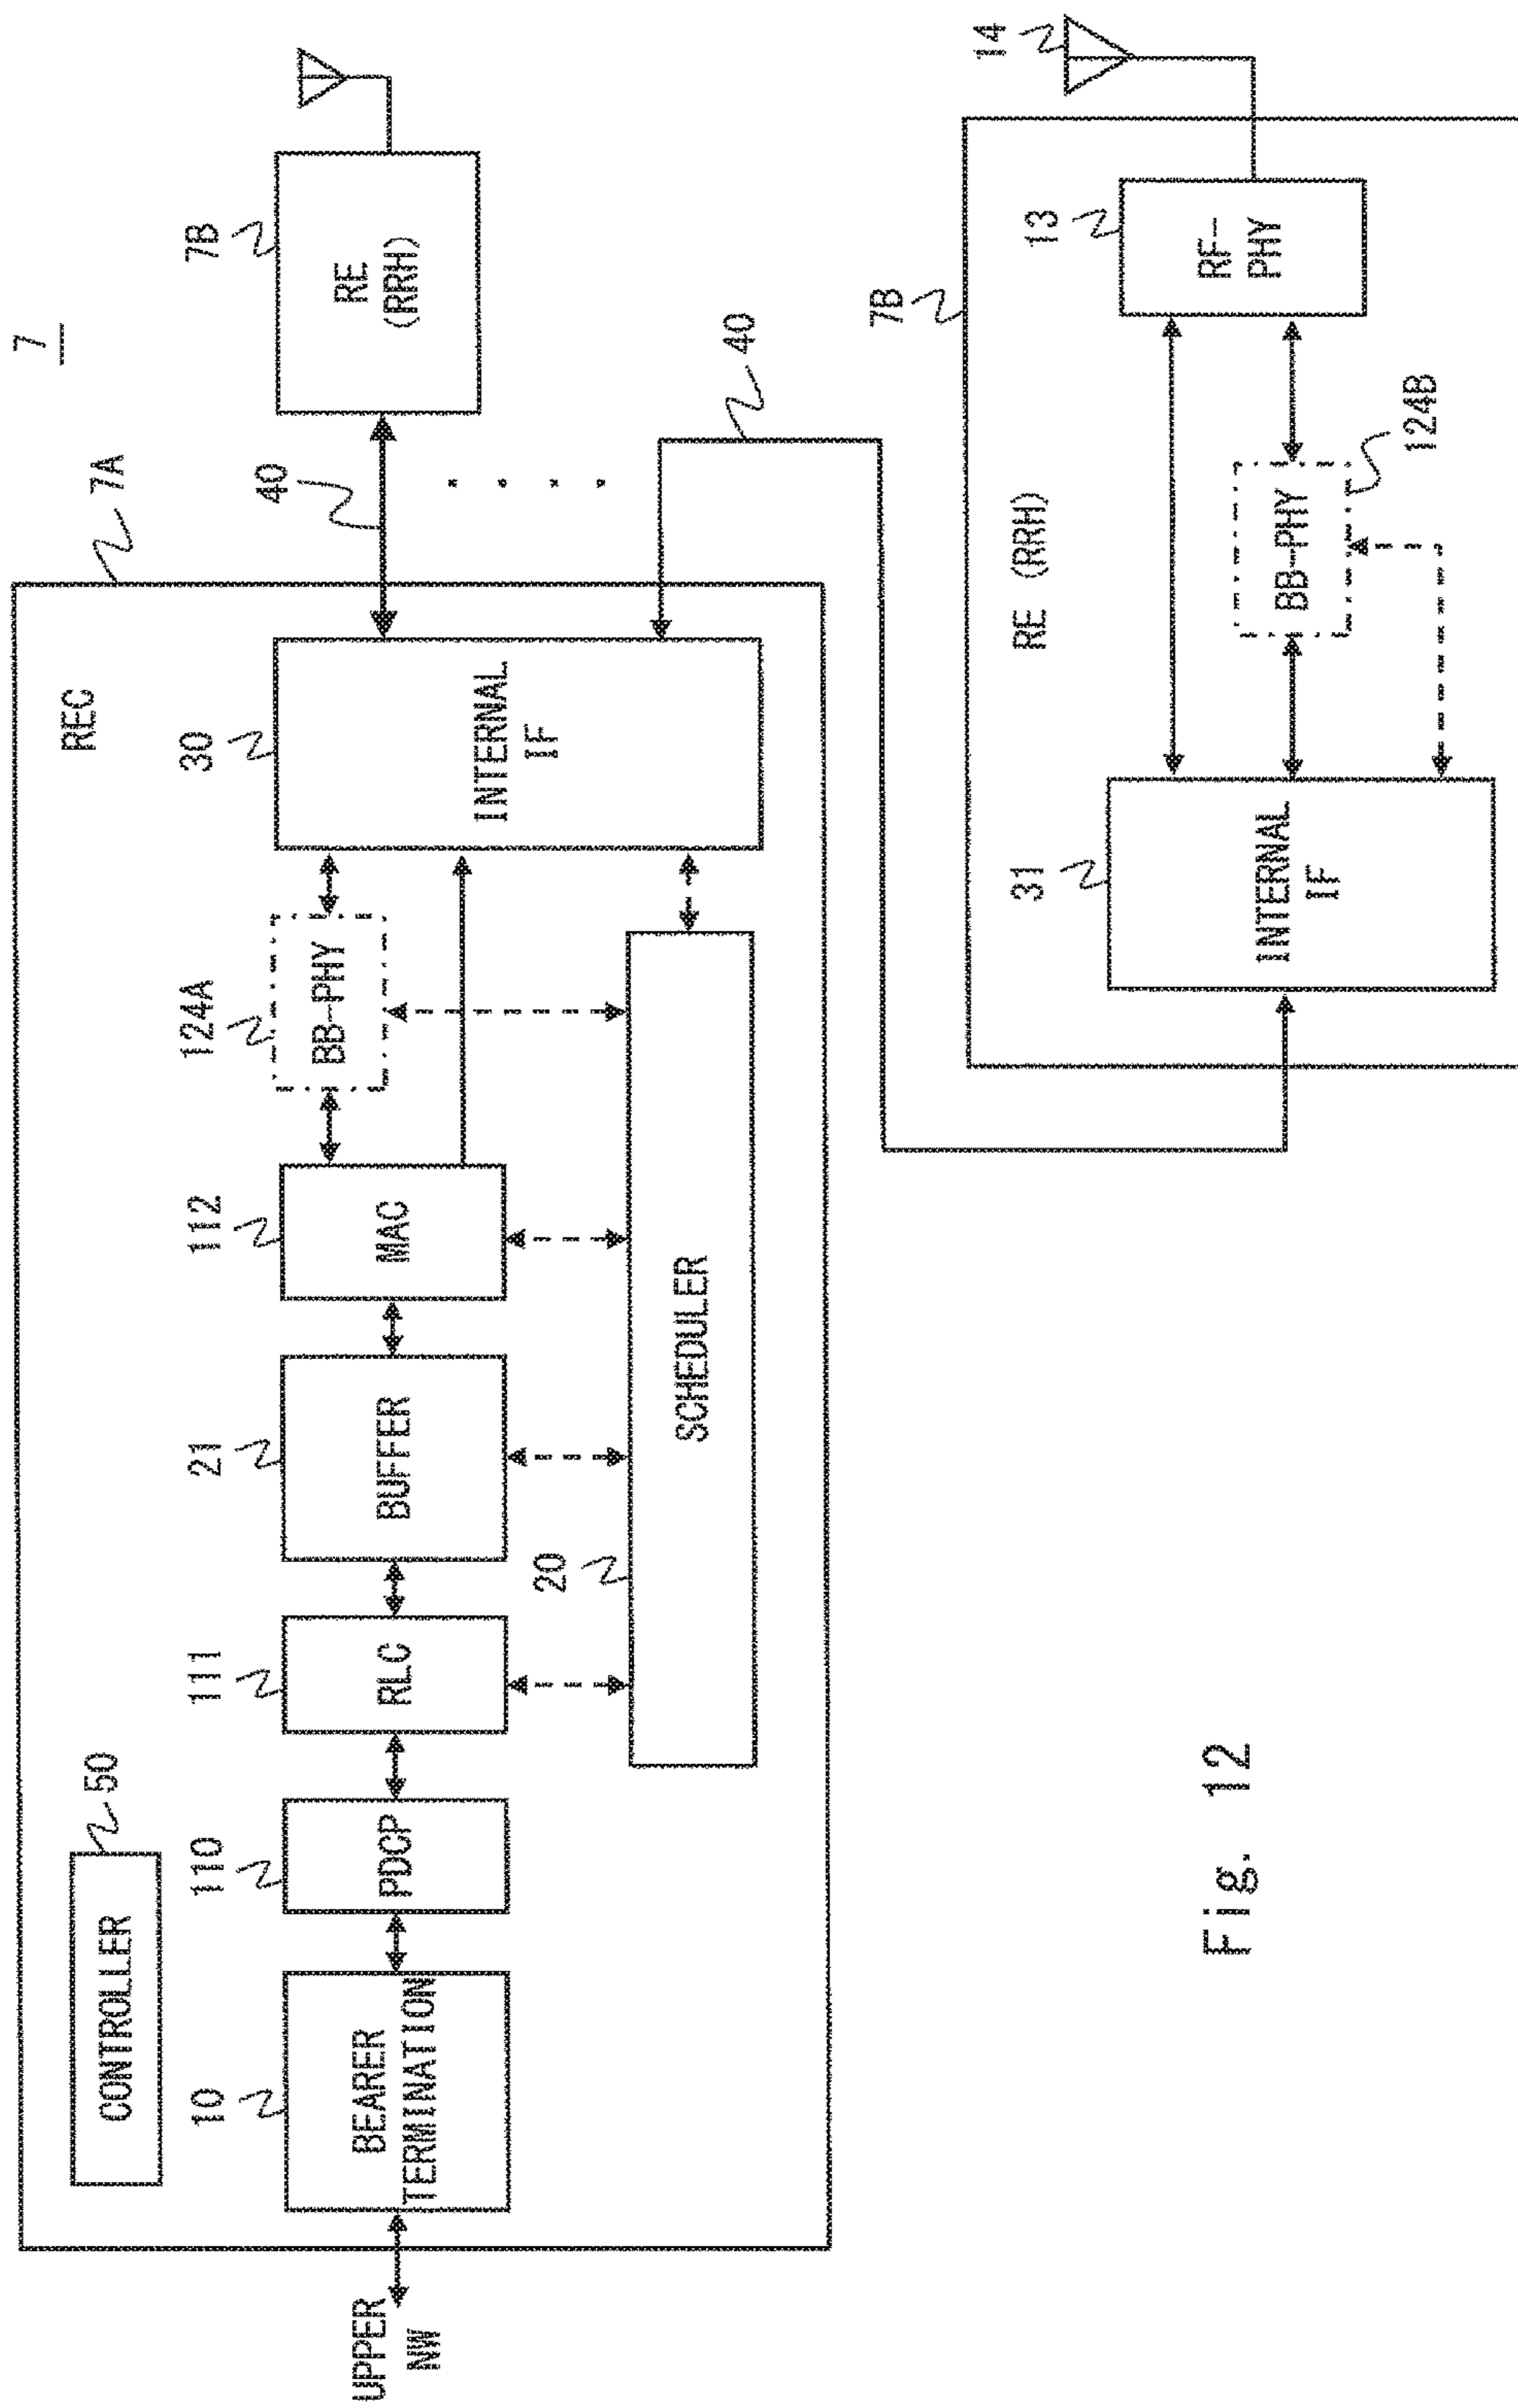 7
7A
REC
CONTROLLER
50
10
BEARER
TERMINATION
UPPER
NW
110
PDCP
111
RLC
21
BUFFER
112
MAC
124A
BB-PHY
30
INTERNAL
IF
20
SCHEDULER
40
7B
RE
(RRH)
40
7B
RE (RRH)
31
INTERNAL
IF
BB-PHY
124B
13
RF-
PHY
14
Fig. 12